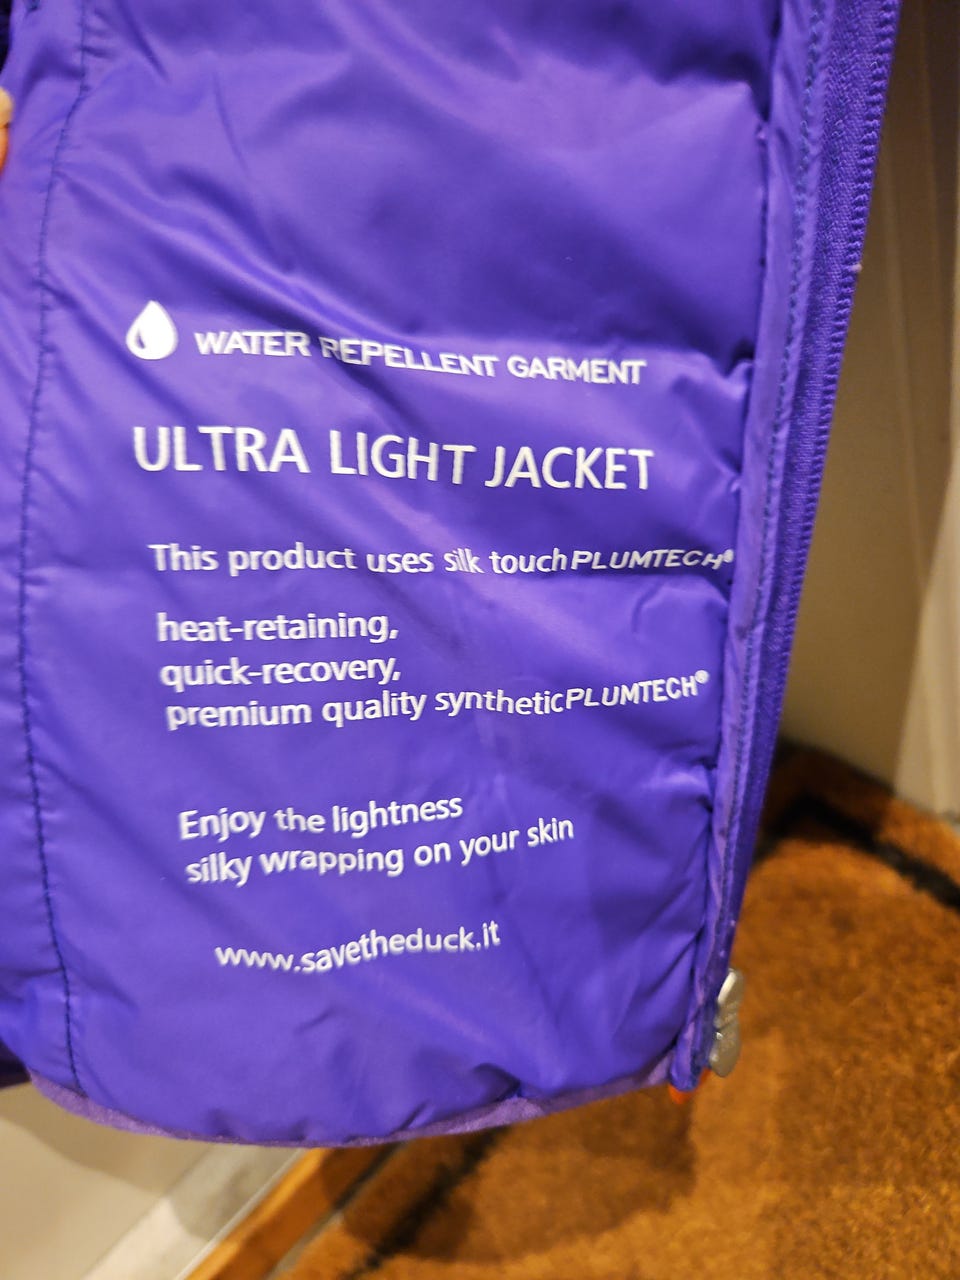 WATER REPELLENT GARMENT
ULTRA LIGHT JACKET
This product uses silk touch PLUMTECH®
heat-retaining,
quick-recovery,
premium quality synthetic PLUMTECH®
Enjoy the lightness
silky wrapping on your skin
www.savetheduck.it